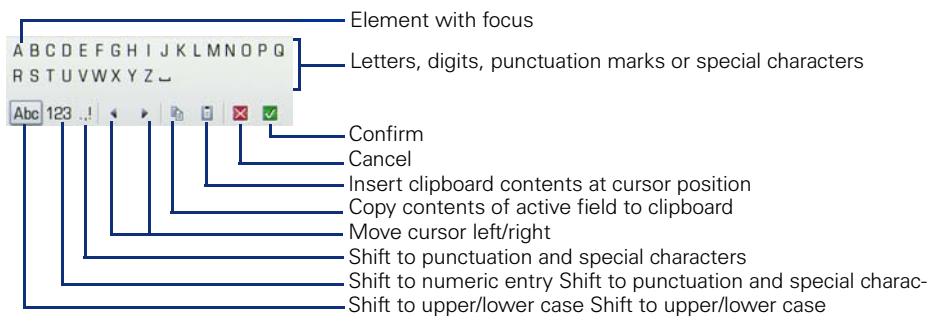 Element with focus
A B C D E F G H I J K L M N O P Q
Letters, digits, punctuation marks or special characters
R S T U V W X Y Z ⎵
Abc 123 .,!
Confirm
Cancel
Insert clipboard contents at cursor position
Copy contents of active field to clipboard
Move cursor left/right
Shift to punctuation and special characters
Shift to numeric entry Shift to punctuation and special charac-
Shift to upper/lower case Shift to upper/lower case